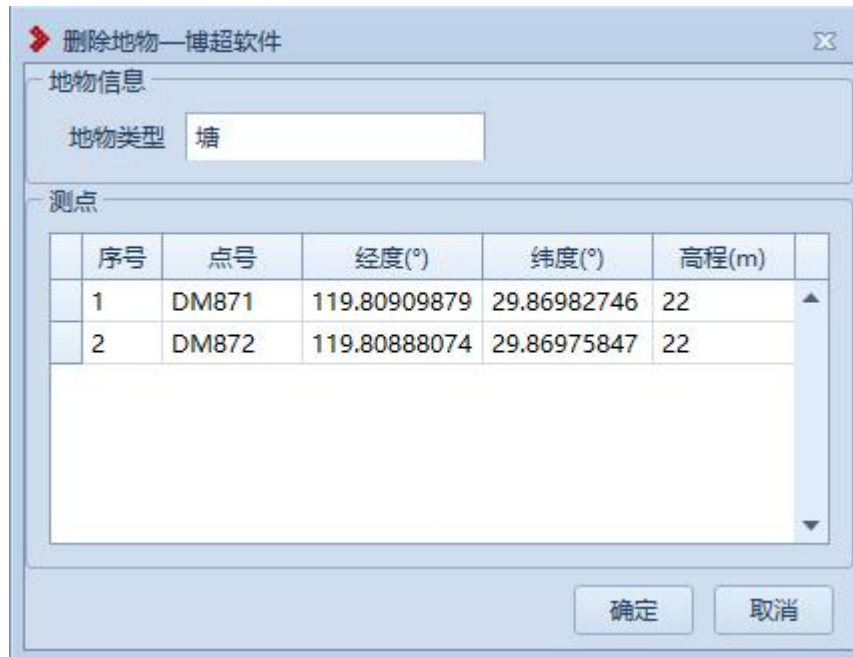 删除地物—博超软件
地物信息
地物类型 塘
测点
序号 点号 经度(°) 纬度(°) 高程(m)
1 DM871 119.80909879 29.86982746 22
2 DM872 119.80888074 29.86975847 22
确定 取消